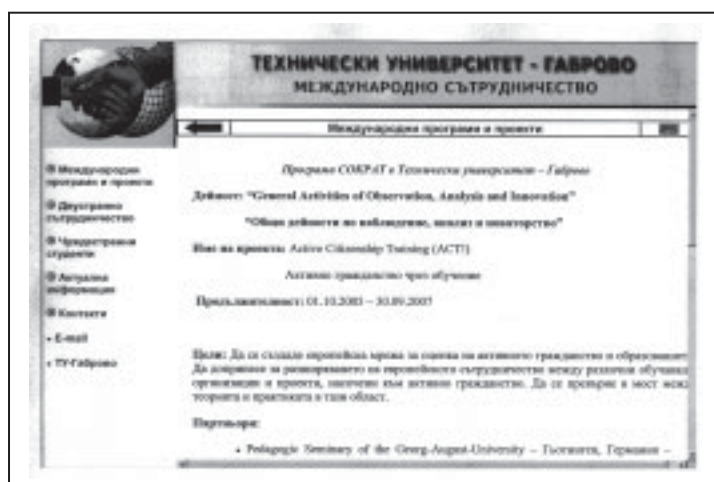 ТЕХНИЧЕСКИ УНИВЕРСИТЕТ - ГАБРОВО
МЕЖДУНАРОДНО СЪТРУДНИЧЕСТВО
Международни програми и проекти
Международни
програми и проекти
Двустранно
сътрудничество
Чуждестранни
студенти
Актуална
информация
Контакти
E-mail
ТУ-Габрово
Програма СОКРАТ в Технически университет – Габрово
Дейност: "General Activities of Observation, Analysis and Innovation"
"Общи дейности по наблюдение, анализ и новаторство"
Име на проекта: Active Citizenship Training (ACT!)
Активно гражданство чрез обучение
Продължителност: 01.10.2005 – 30.09.2007
Цели: Да се създаде европейска мрежа за оценка на активното гражданство и образованиет
Да допринесе за разширяването на европейското сътрудничество между различни обучава
организации и проекти, насочени към активно гражданство. Да се превърне в мост межд
теорията и практиката в тази област.
Партньори:
• Pedagogic Seminary of the Georg-August-University – Гьотинген, Германия –